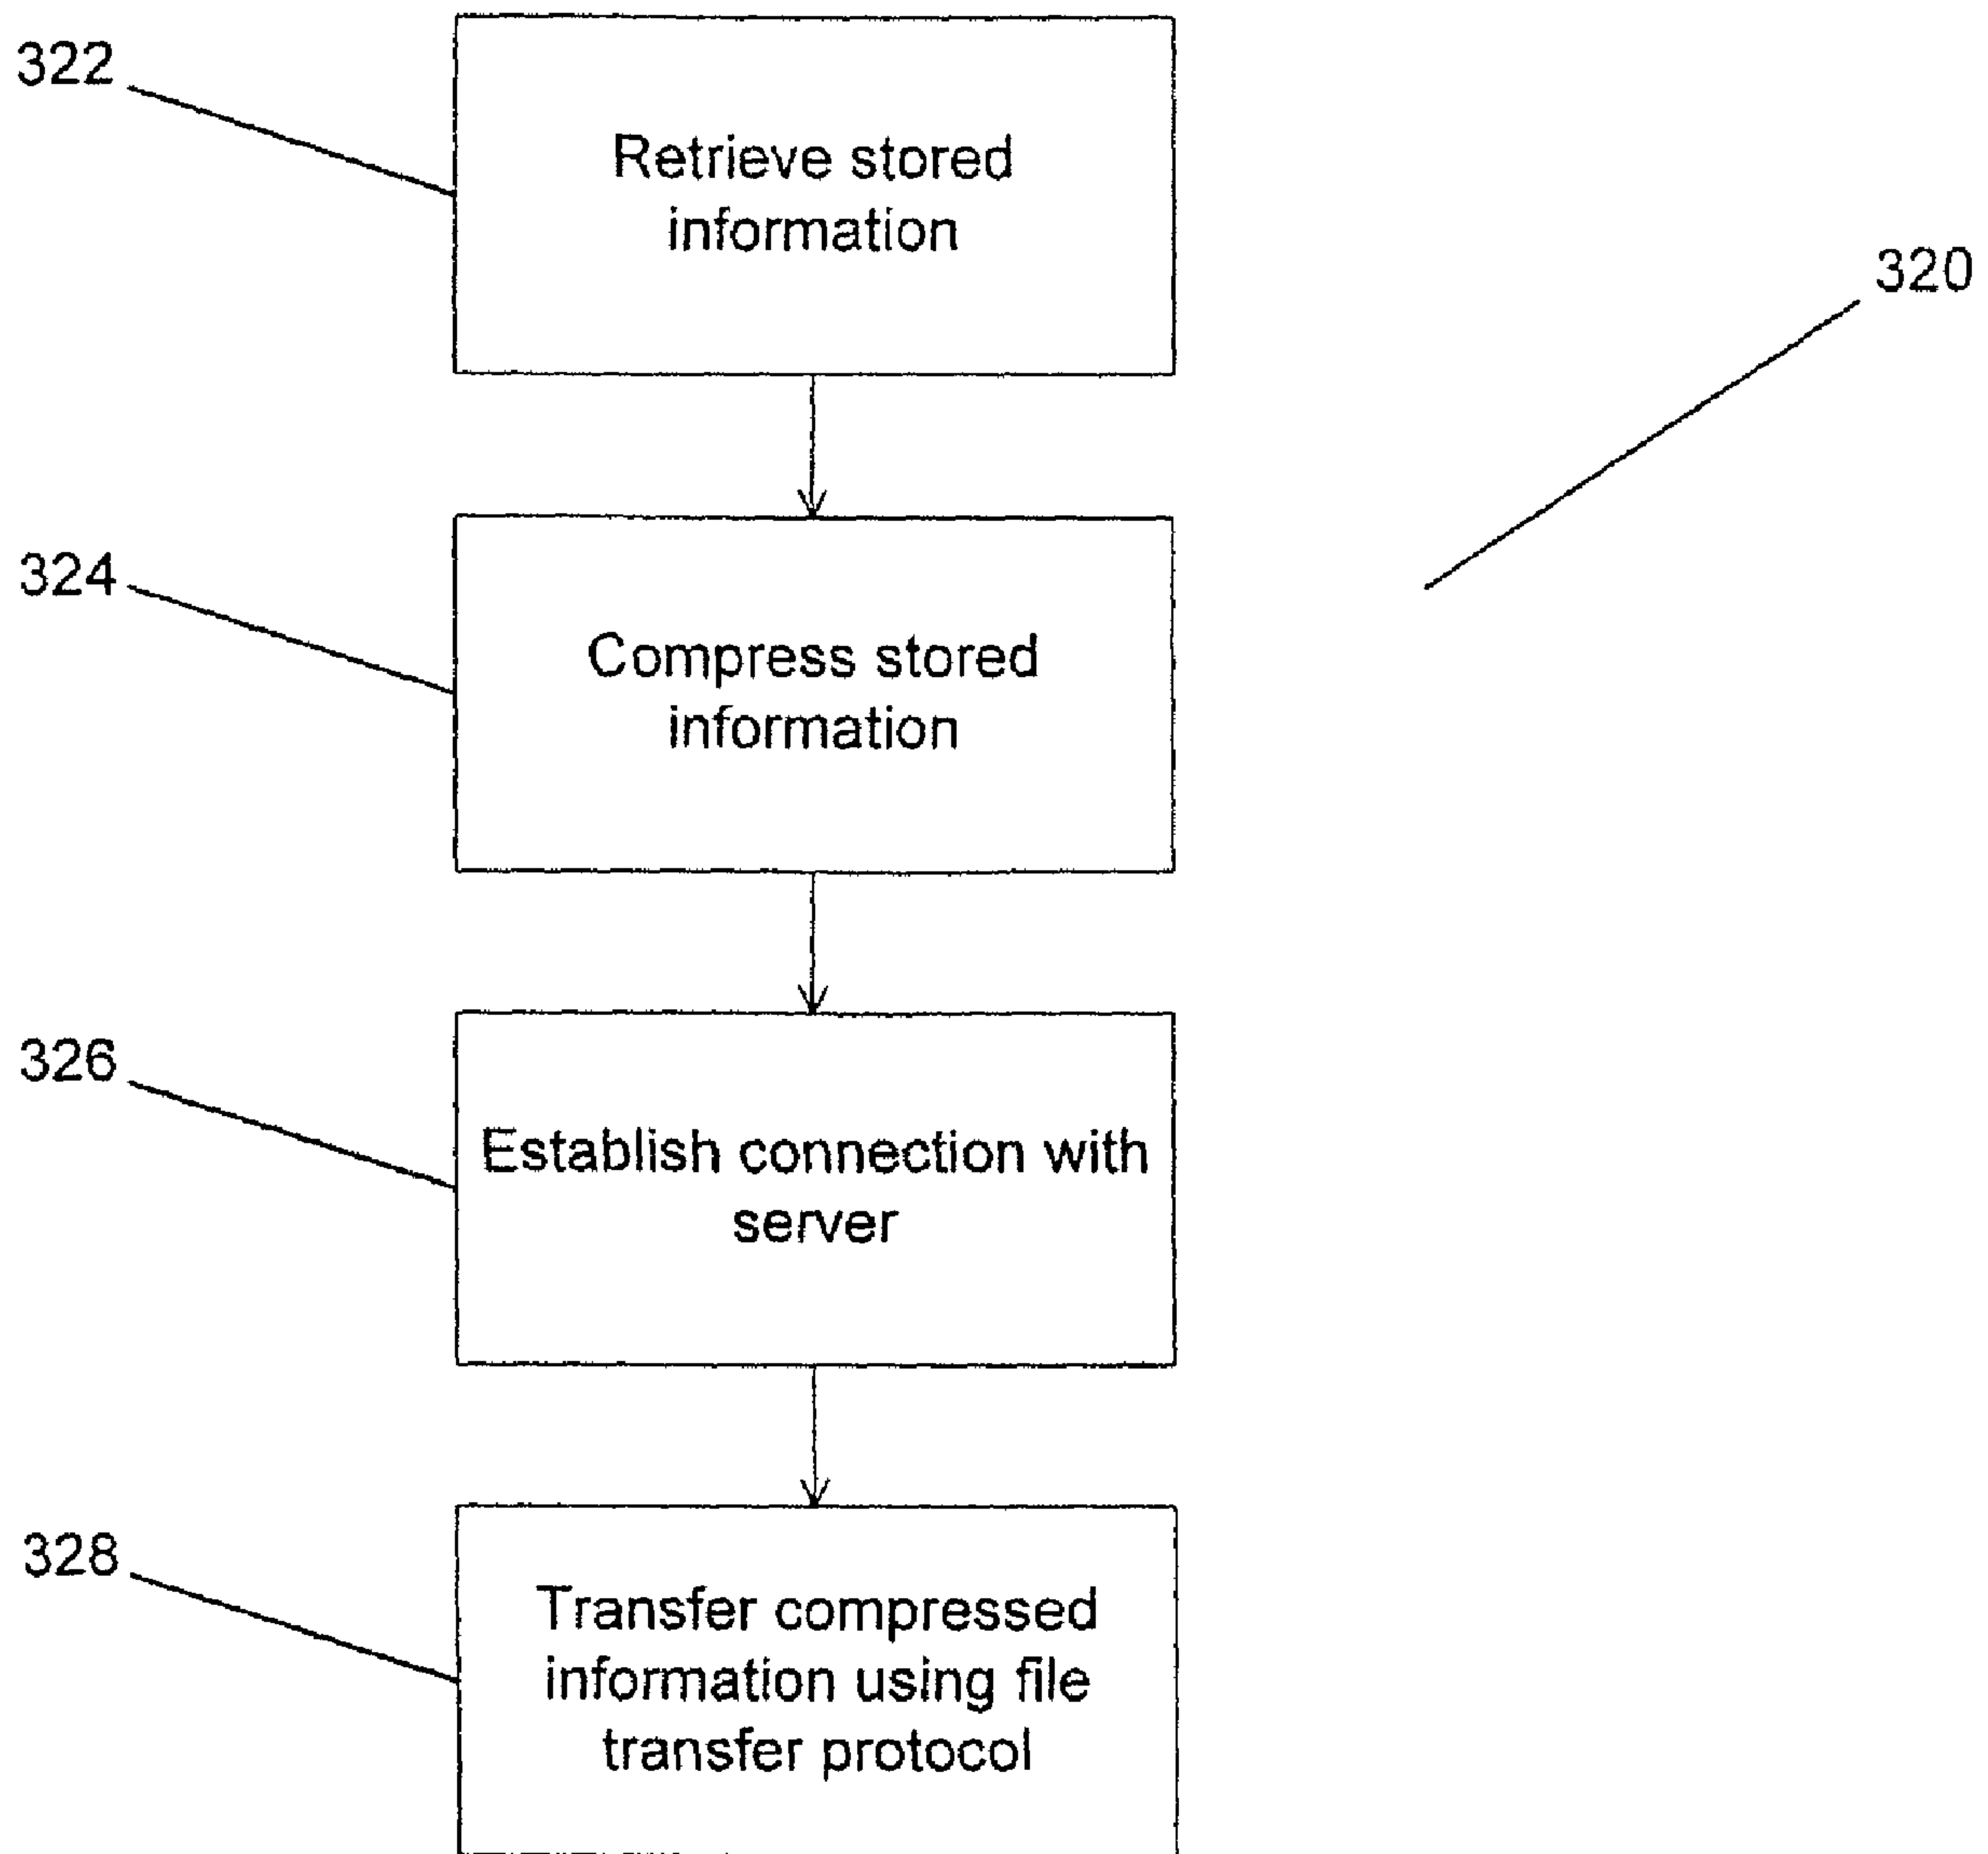 322
Retrieve stored
information
320
324
Compress stored
information
326
Establish connection with
server
328
Transfer compressed
information using file
transfer protocol